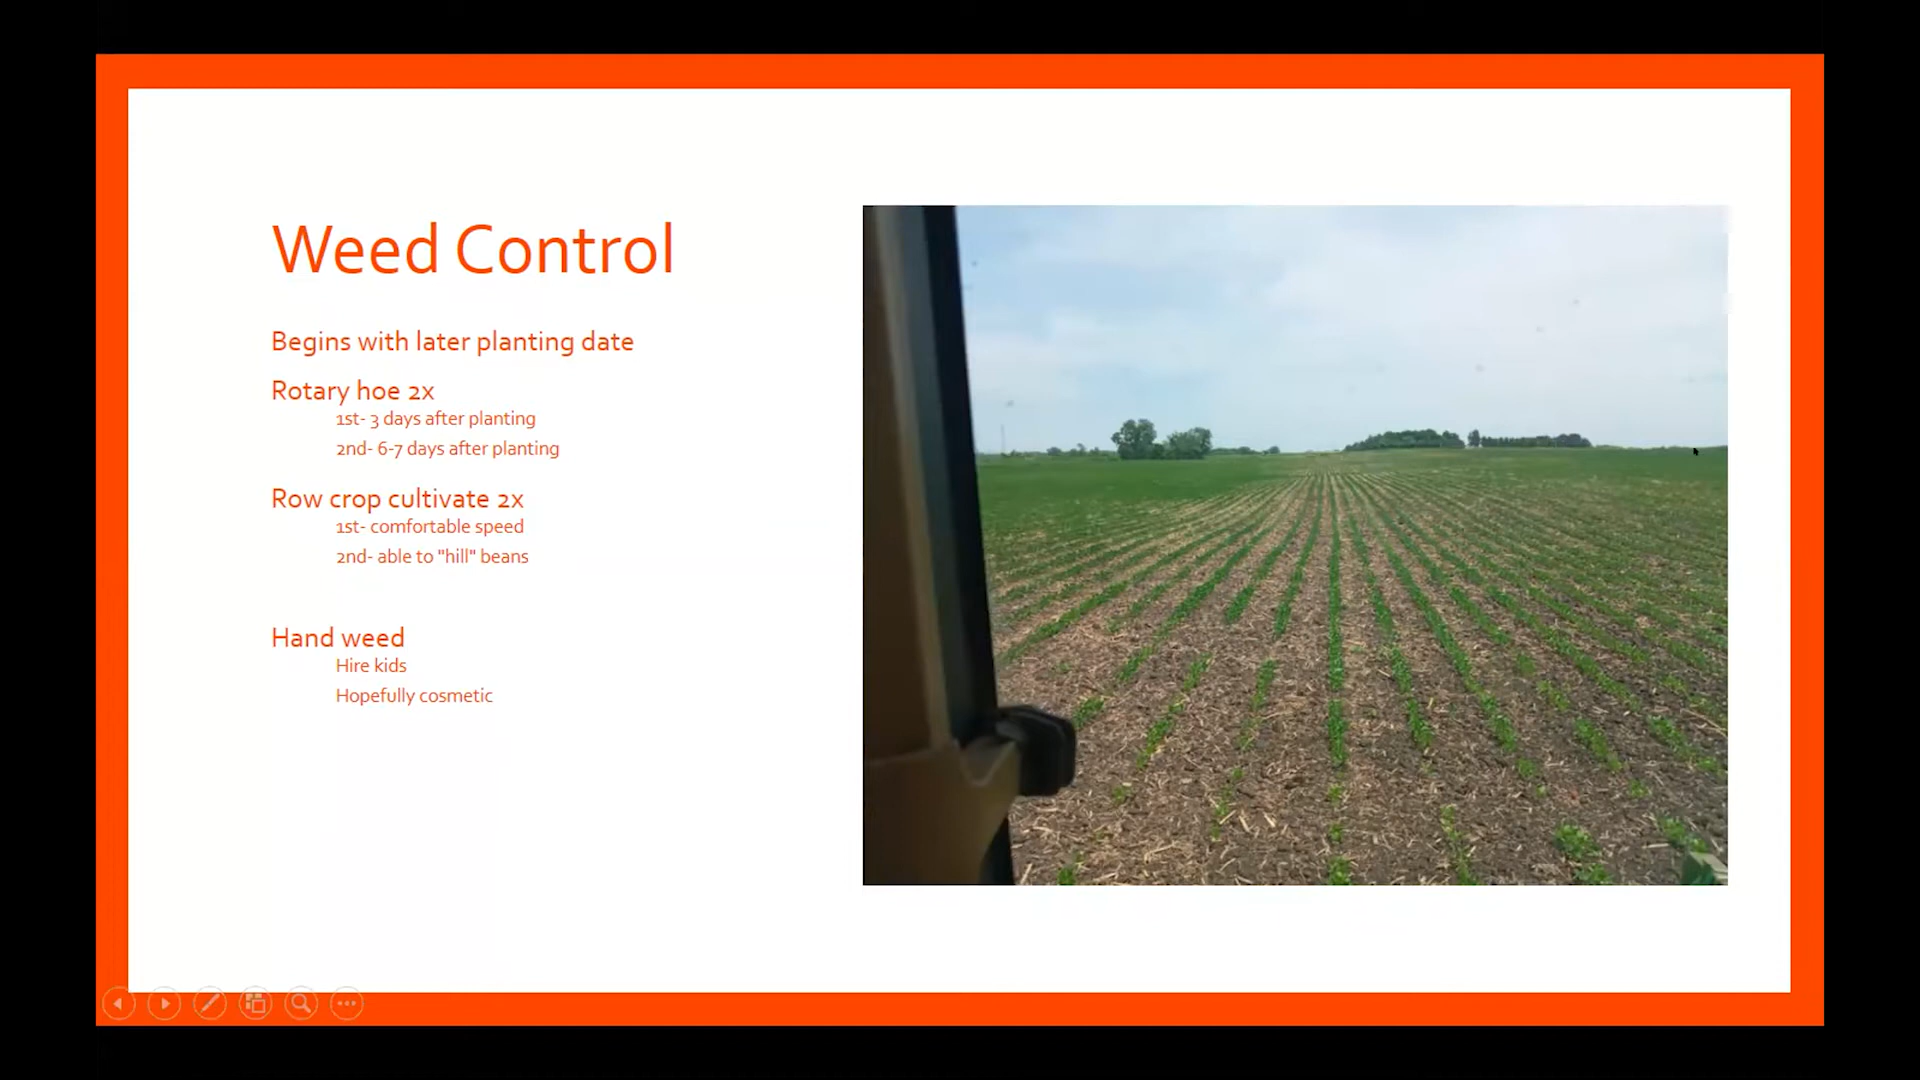 Weed Control
Begins with later planting date
Rotary hoe 2x
1st- 3 days after planting
2nd- 6-7 days after planting
Row crop cultivate 2x
1st- comfortable speed
2nd- able to "hill" beans
Hand weed
Hire kids
Hopefully cosmetic